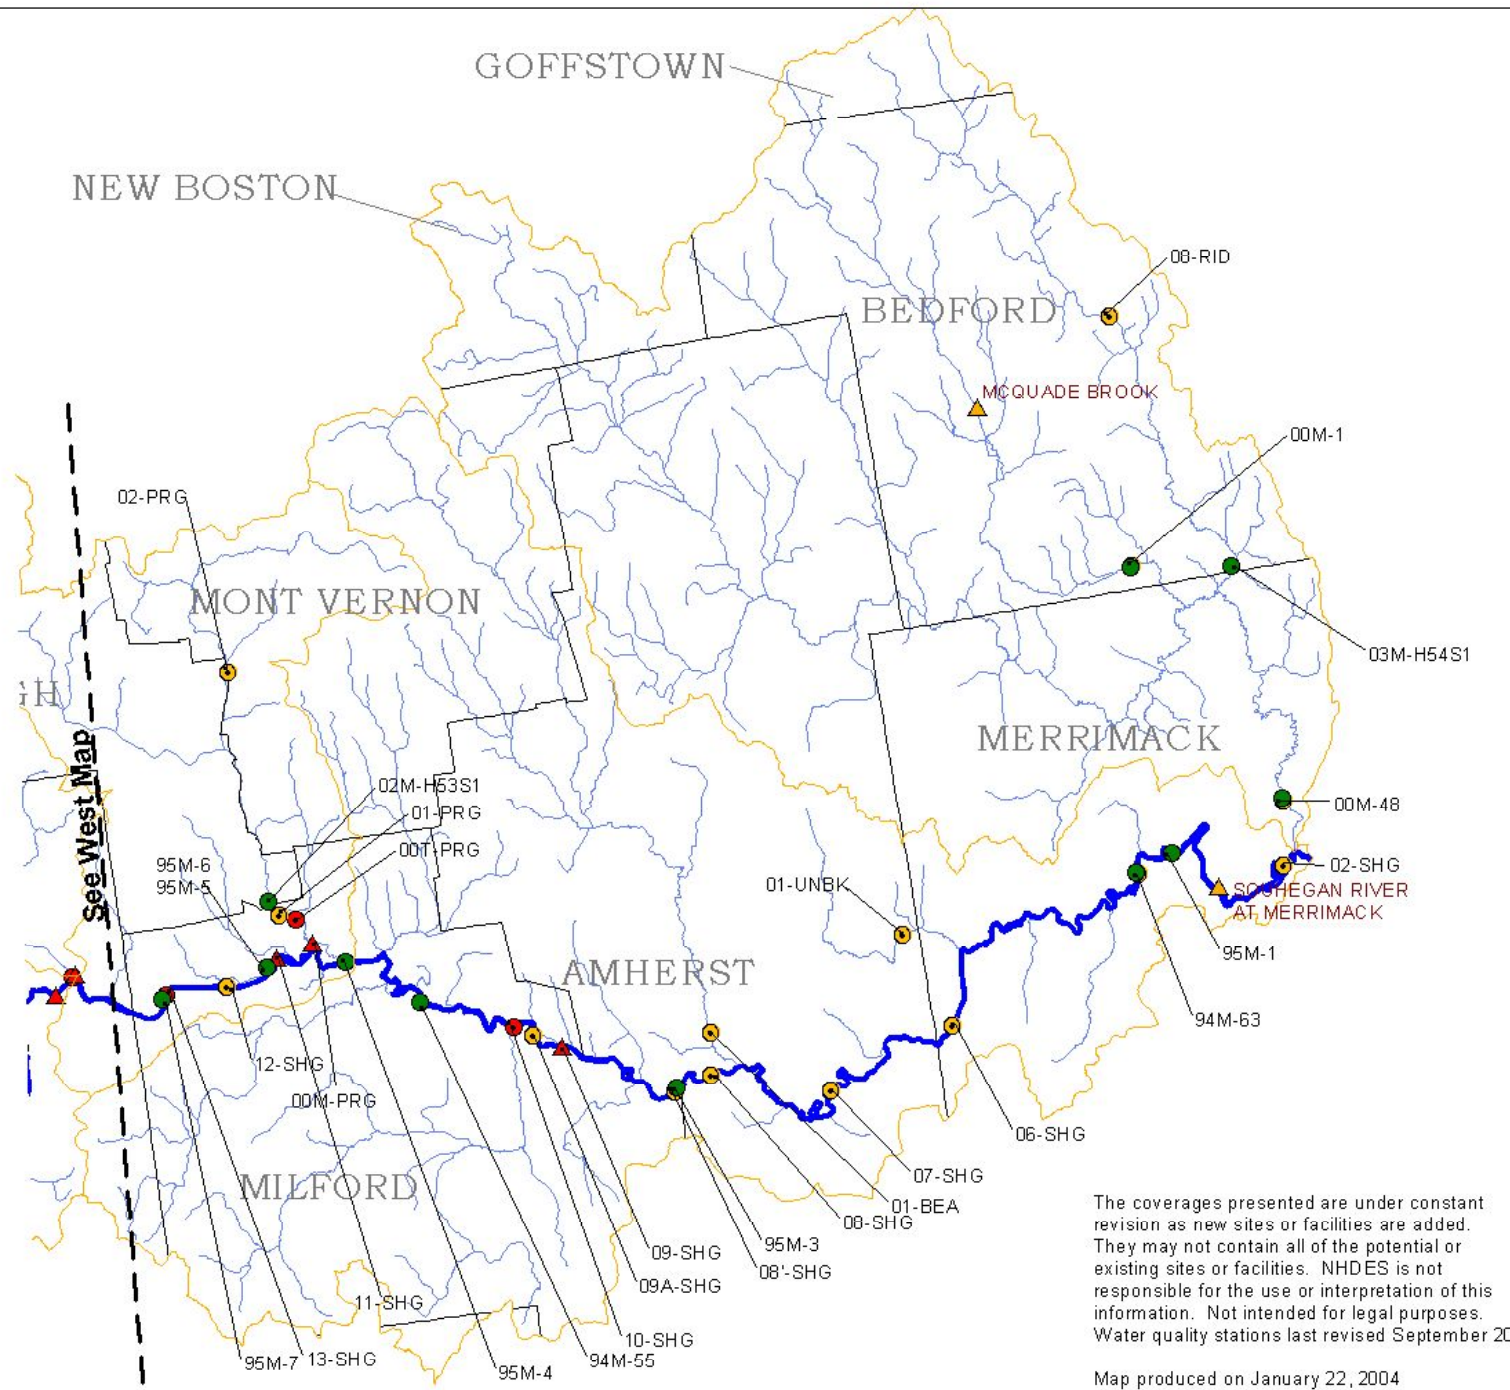 GOFFSTOWN
NEW BOSTON
08-RID
BEDFORD
MCQUADE BROOK
00M-1
02-PRG
MONT VERNON
03M-H54S1
GH
MERRIMACK
See West Map
02M-H53S1
01-PRG
00M-48
00T-PRG
95M-6
95M-5
02-SHG
01-UNBK
SOUHEGAN RIVER
AT MERRIMACK
95M-1
AMHERST
94M-63
12-SHG
00M-PRG
06-SHG
07-SHG
MILFORD
01-BEA
08-SHG
95M-3
09-SHG
08'-SHG
09A-SHG
11-SHG
10-SHG
94M-55
13-SHG
95M-7
95M-4
The coverages presented are under constant
revision as new sites or facilities are added.
They may not contain all of the potential or
existing sites or facilities. NHDES is not
responsible for the use or interpretation of this
information. Not intended for legal purposes.
Water quality stations last revised September 20
Map produced on January 22, 2004